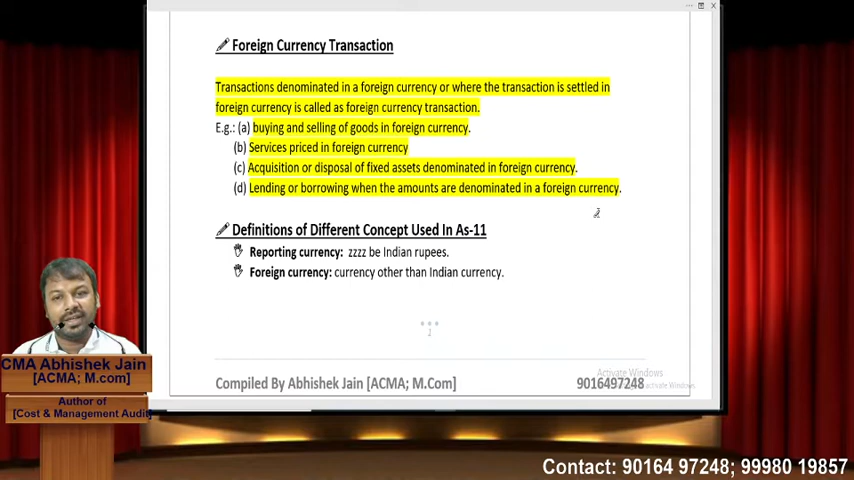 Foreign Currency Transaction
Transactions denominated in a foreign currency or where the transaction is settled in
foreign currency is called as foreign currency transaction.
E.g.: (a) buying and selling of goods in foreign currency.
(b) Services priced in foreign currency
(c) Acquisition or disposal of fixed assets denominated in foreign currency.
(d) Lending or borrowing when the amounts are denominated in a foreign currency.
Definitions of Different Concept Used In As-11
Reporting currency: zzzz be Indian rupees.
Foreign currency: currency other than Indian currency.
1
Compiled By Abhishek Jain [ACMA; M.Com]
9016497248
Activate Windows
activate Windows.
CMA Abhishek Jain
[ACMA; M.com]
Author of
[Cost & Management Audit]
Contact: 90164 97248; 99980 19857